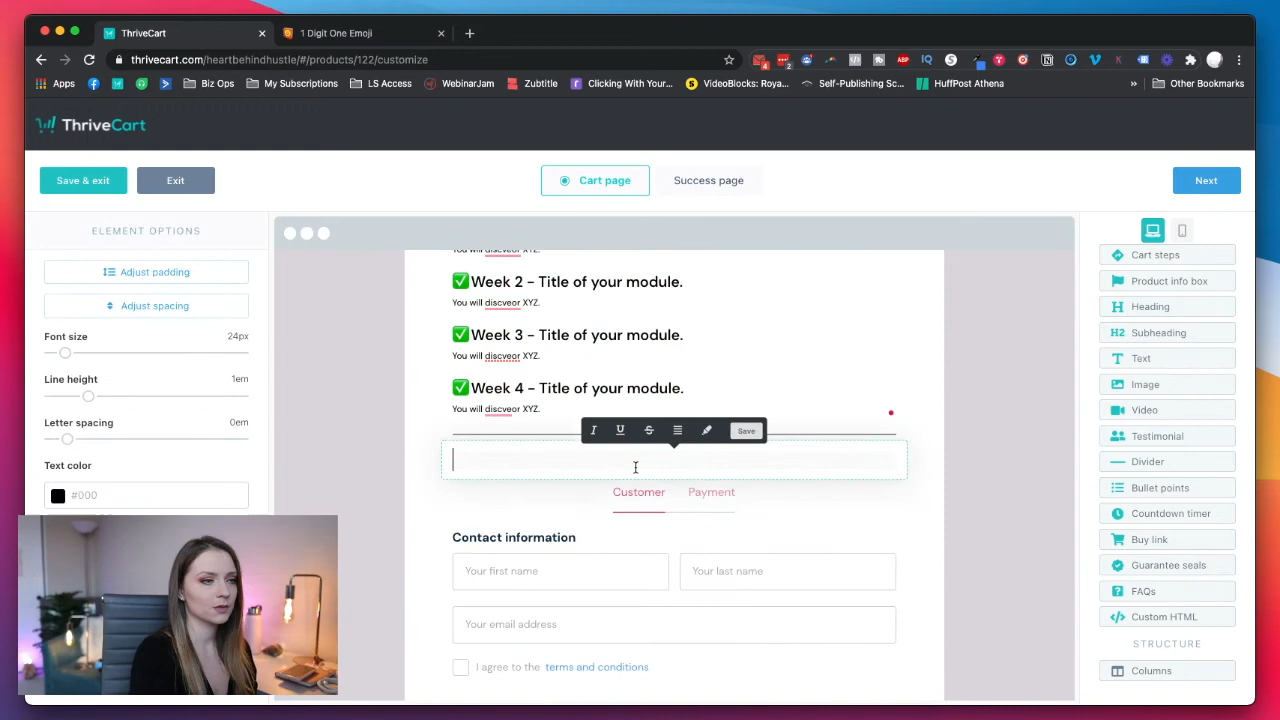 ThriveCart
1 Digit One Emoji
thrivecart.com/heartbehindhustle/#/products/122/customize
Apps
Biz Ops
My Subscriptions
LS Access
WebinarJam
Zubtitle
Clicking With Your...
VideoBlocks: Roya...
Self-Publishing Sc...
HuffPost Athena
»
Other Bookmarks
ThriveCart
Save & exit
Exit
Cart page
Success page
Next
ELEMENT OPTIONS
Adjust padding
Adjust spacing
Font size
24px
Line height
1em
Letter spacing
0em
Text color
#000
You will discveor XYZ.
✅Week 2 - Title of your module.
You will discveor XYZ.
✅Week 3 - Title of your module.
You will discveor XYZ.
✅Week 4 - Title of your module.
You will discveor XYZ.
I U S
Save
Customer
Payment
Contact information
Your first name
Your last name
Your email address
I agree to the terms and conditions
Cart steps
Product info box
Heading
H2 Subheading
Text
Image
Video
Testimonial
Divider
Bullet points
Countdown timer
Buy link
Guarantee seals
FAQs
Custom HTML
STRUCTURE
Columns